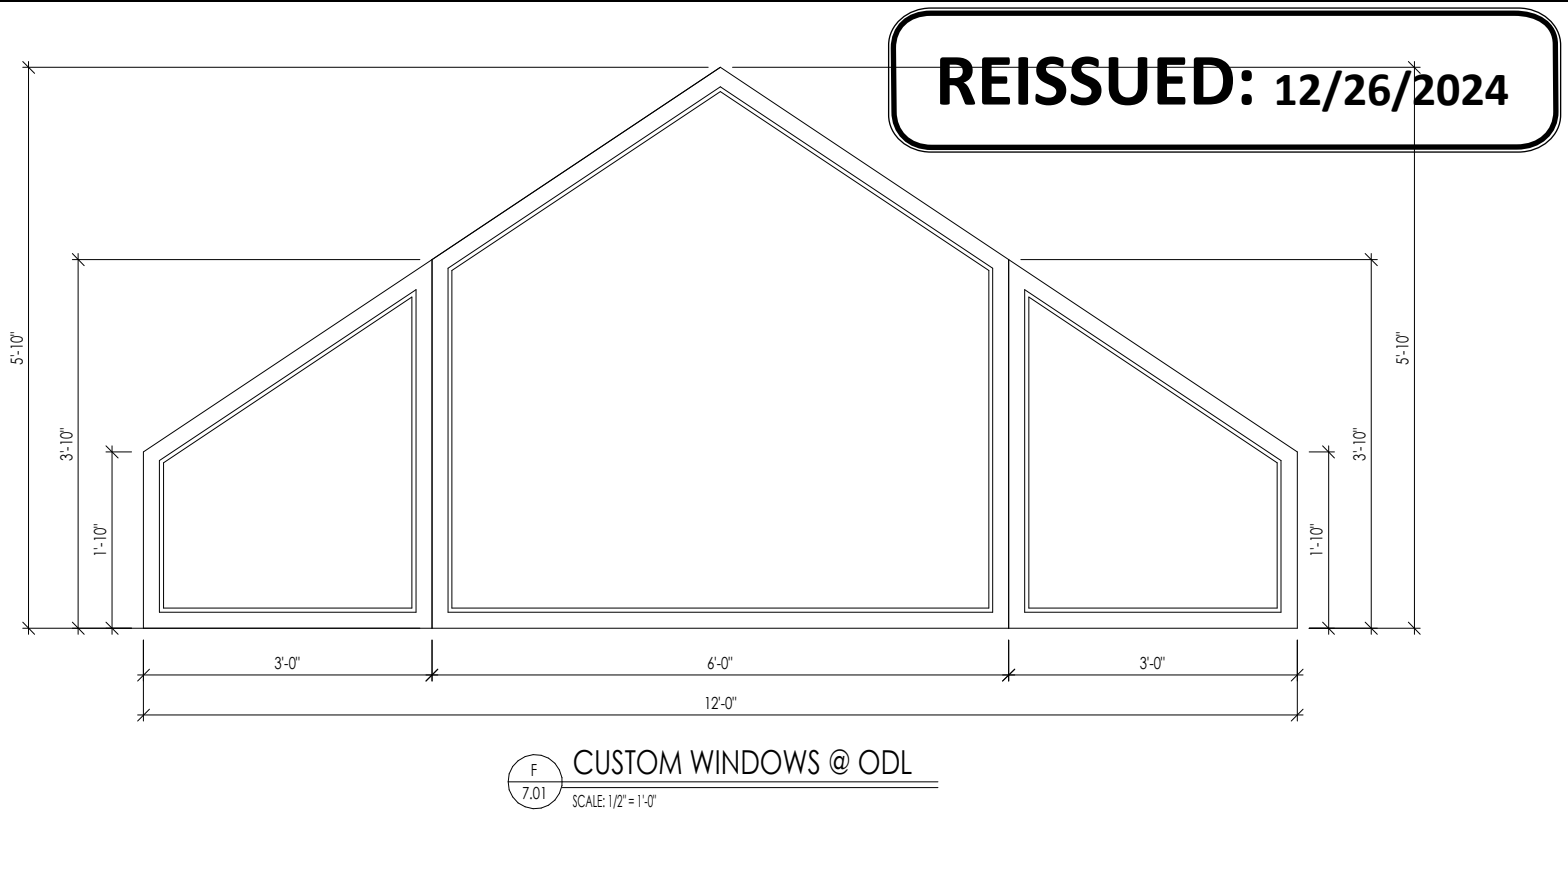 REISSUED: 12/26/2024
5'-10"
5'-10"
3'-10"
3'-10"
1'-10"
1'-10"
3'-0"
6'-0"
3'-0"
12'-0"
F
7.01
CUSTOM WINDOWS @ ODL
SCALE: 1/2" = 1'-0"